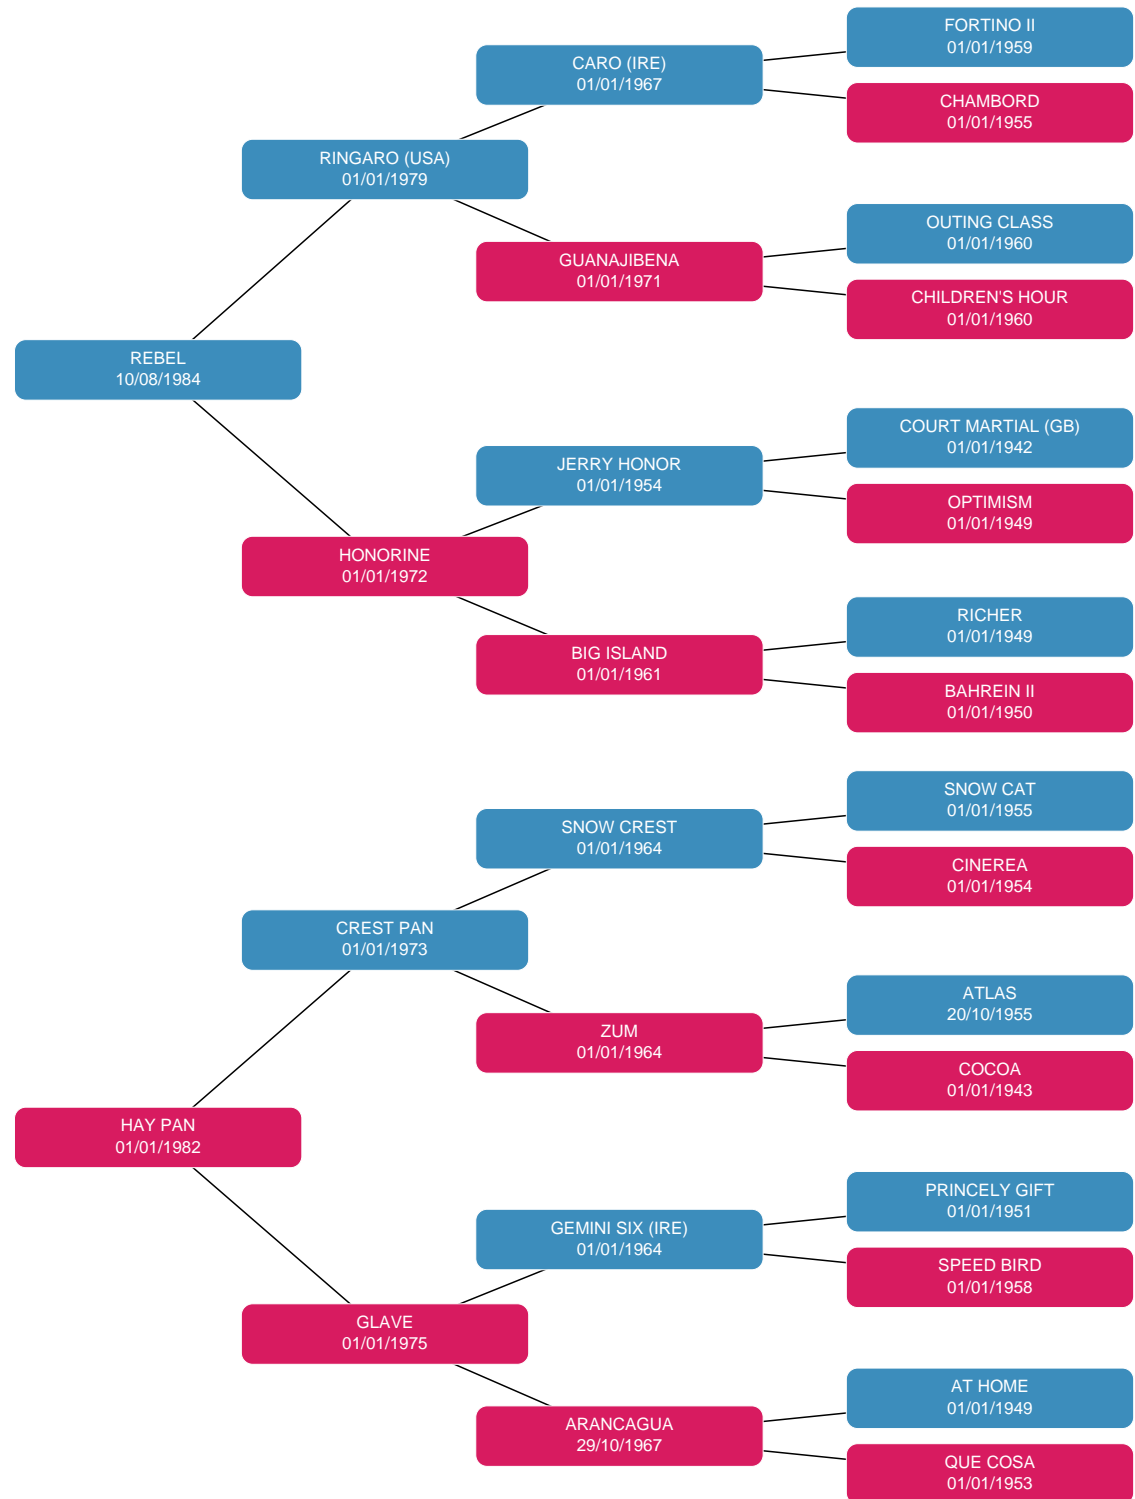 FORTINO II
01/01/1959
CARO (IRE)
01/01/1967
CHAMBORD
01/01/1955
RINGARO (USA)
01/01/1979
OUTING CLASS
01/01/1960
GUANAJIBENA
01/01/1971
CHILDREN'S HOUR
01/01/1960
REBEL
10/08/1984
COURT MARTIAL (GB)
01/01/1942
JERRY HONOR
01/01/1954
OPTIMISM
01/01/1949
HONORINE
01/01/1972
RICHER
01/01/1949
BIG ISLAND
01/01/1961
BAHREIN II
01/01/1950
SNOW CAT
01/01/1955
SNOW CREST
01/01/1964
CINEREA
01/01/1954
CREST PAN
01/01/1973
ATLAS
20/10/1955
ZUM
01/01/1964
COCOA
01/01/1943
HAY PAN
01/01/1982
PRINCELY GIFT
01/01/1951
GEMINI SIX (IRE)
01/01/1964
SPEED BIRD
01/01/1958
GLAVE
01/01/1975
AT HOME
01/01/1949
ARANCAGUA
29/10/1967
QUE COSA
01/01/1953